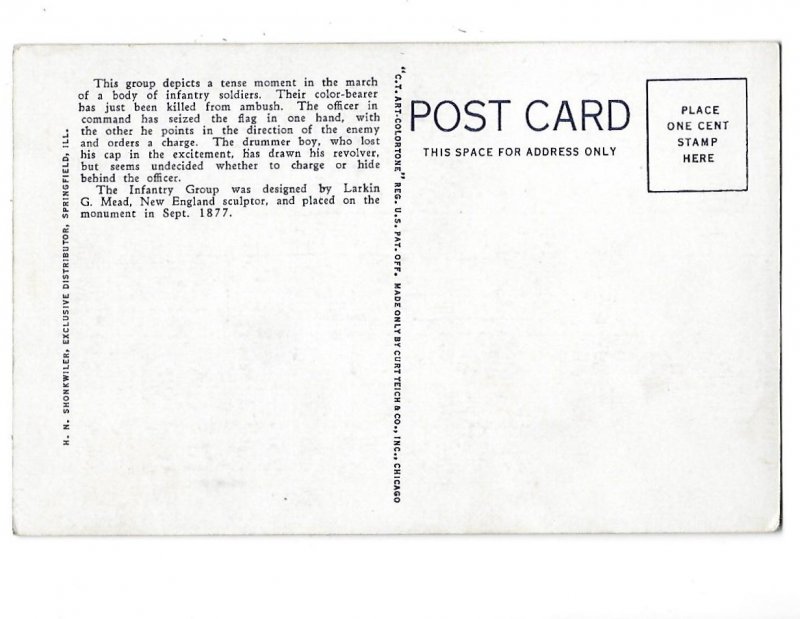 This group depicts a tense moment in the march
of a body of infantry soldiers. Their color-bearer
has just been killed from ambush. The officer in
command has seized the flag in one hand, with
the other he points in the direction of the enemy
and orders a charge. The drummer boy, who lost
his cap in the excitement, has drawn his revolver,
but seems undecided whether to charge or hide
behind the officer.
The Infantry Group was designed by Larkin
G. Mead, New England sculptor, and placed on the
monument in Sept. 1877.
H. N. SHONKWILER, EXCLUSIVE DISTRIBUTOR, SPRINGFIELD, ILL.
"C.T. ART-COLORTONE" REG. U.S. PAT. OFF. MADE ONLY BY CURT TEICH & CO., INC., CHICAGO
POST CARD
THIS SPACE FOR ADDRESS ONLY
PLACE
ONE CENT
STAMP
HERE